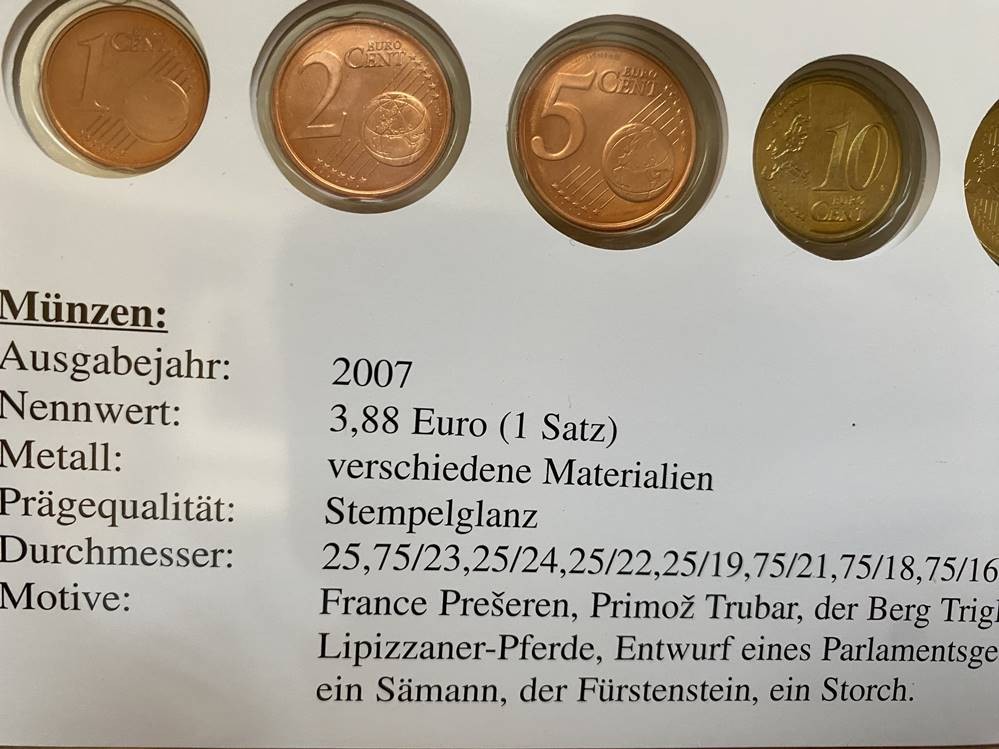 1 EURO CENT
2 EURO CENT
5 EURO CENT
10 EURO CENT
Münzen:
Ausgabejahr: 2007
Nennwert: 3,88 Euro (1 Satz)
Metall: verschiedene Materialien
Prägequalität: Stempelglanz
Durchmesser: 25,75/23,25/24,25/22,25/19,75/21,75/18,75/16
Motive: France Prešeren, Primož Trubar, der Berg Trigl
Lipizzaner-Pferde, Entwurf eines Parlamentsge
ein Sämann, der Fürstenstein, ein Storch.